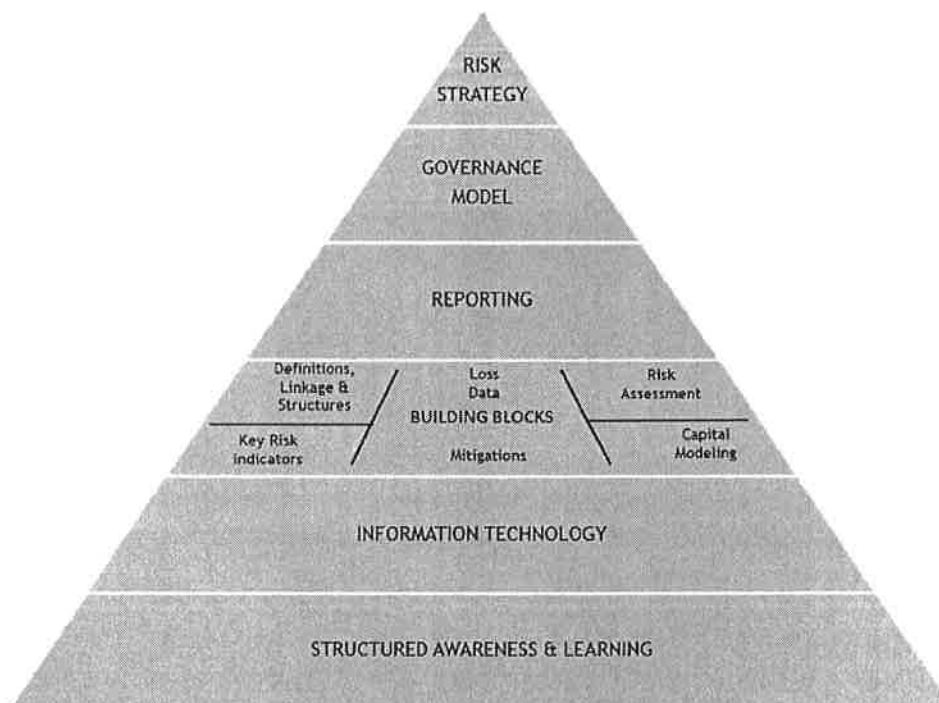 RISK
STRATEGY
GOVERNANCE
MODEL
REPORTING
Definitions,
Linkage &
Structures
Key Risk
Indicators
Loss
Data
BUILDING BLOCKS
Mitigations
Risk
Assessment
Capital
Modeling
INFORMATION TECHNOLOGY
STRUCTURED AWARENESS & LEARNING